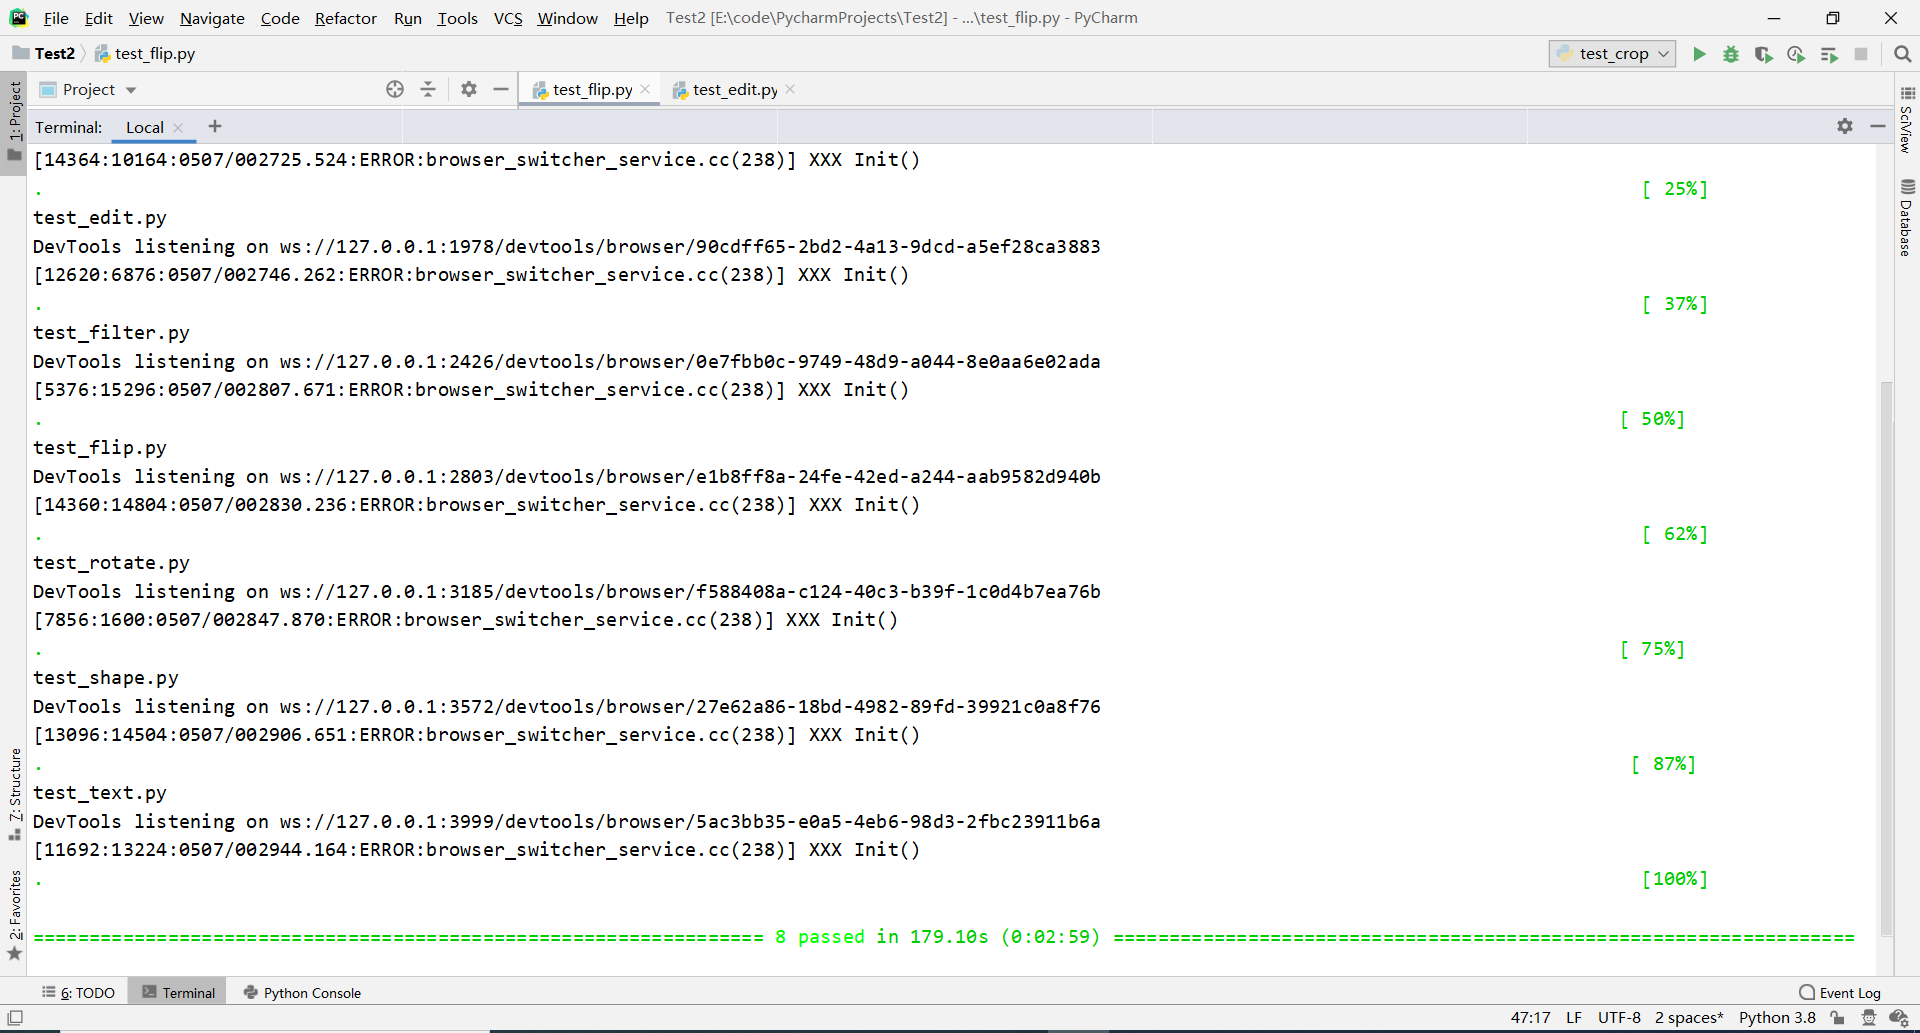 File Edit View Navigate Code Refactor Run Tools VCS Window Help Test2 [E:\code\PycharmProjects\Test2] - ...\test_flip.py - PyCharm
Test2 test_flip.py test_crop
Project test_flip.py test_edit.py
Terminal: Local +
1: Project
SciView
Database
[14364:10164:0507/002725.524:ERROR:browser_switcher_service.cc(238)] XXX Init()
. [ 25%]
test_edit.py
DevTools listening on ws://127.0.0.1:1978/devtools/browser/90cdff65-2bd2-4a13-9dcd-a5ef28ca3883
[12620:6876:0507/002746.262:ERROR:browser_switcher_service.cc(238)] XXX Init()
. [ 37%]
test_filter.py
DevTools listening on ws://127.0.0.1:2426/devtools/browser/0e7fbb0c-9749-48d9-a044-8e0aa6e02ada
[5376:15296:0507/002807.671:ERROR:browser_switcher_service.cc(238)] XXX Init()
. [ 50%]
test_flip.py
DevTools listening on ws://127.0.0.1:2803/devtools/browser/e1b8ff8a-24fe-42ed-a244-aab9582d940b
[14360:14804:0507/002830.236:ERROR:browser_switcher_service.cc(238)] XXX Init()
. [ 62%]
test_rotate.py
DevTools listening on ws://127.0.0.1:3185/devtools/browser/f588408a-c124-40c3-b39f-1c0d4b7ea76b
[7856:1600:0507/002847.870:ERROR:browser_switcher_service.cc(238)] XXX Init()
. [ 75%]
test_shape.py
DevTools listening on ws://127.0.0.1:3572/devtools/browser/27e62a86-18bd-4982-89fd-39921c0a8f76
[13096:14504:0507/002906.651:ERROR:browser_switcher_service.cc(238)] XXX Init()
. [ 87%]
test_text.py
DevTools listening on ws://127.0.0.1:3999/devtools/browser/5ac3bb35-e0a5-4eb6-98d3-2fbc23911b6a
[11692:13224:0507/002944.164:ERROR:browser_switcher_service.cc(238)] XXX Init()
. [100%]
================================================================= 8 passed in 179.10s (0:02:59) ==================================================================
7: Structure
2: Favorites
6: TODO Terminal Python Console Event Log
47:17 LF UTF-8 2 spaces* Python 3.8